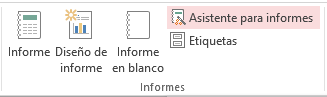 Informe
Diseño de
informe
Informe
en blanco
Asistente para informes
Etiquetas
Informes